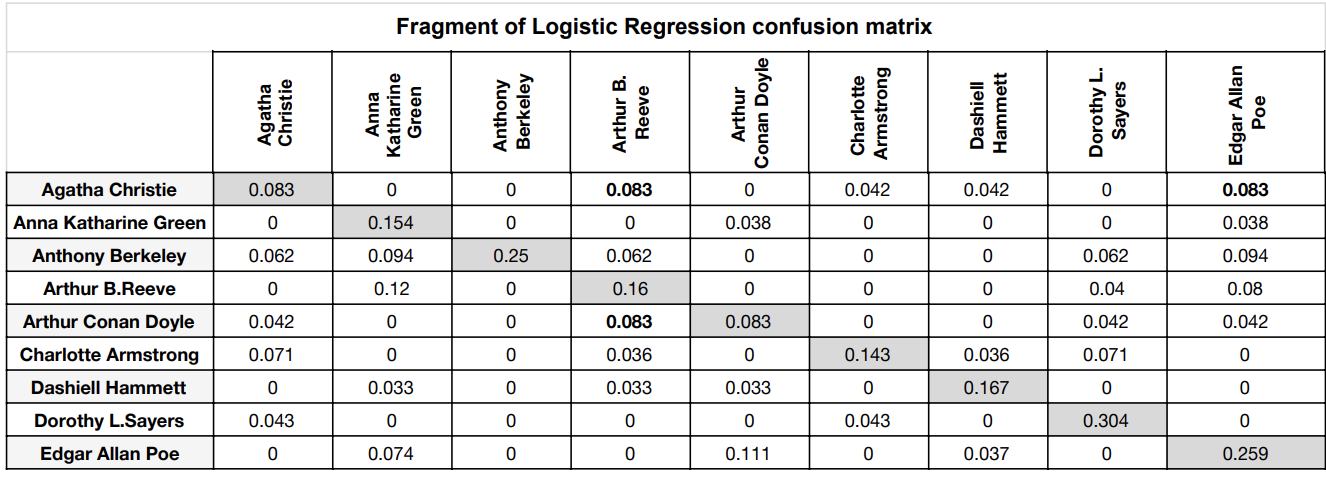 Fragment of Logistic Regression confusion matrix
Agatha Christie Anna Katharine Green Anthony Berkeley Arthur B. Reeve Arthur Conan Doyle Charlotte Armstrong Dashiell Hammett Dorothy L. Sayers Edgar Allan Poe
Agatha Christie 0.083 0 0 0.083 0 0.042 0.042 0 0.083
Anna Katharine Green 0 0.154 0 0 0.038 0 0 0 0.038
Anthony Berkeley 0.062 0.094 0.25 0.062 0 0 0 0.062 0.094
Arthur B.Reeve 0 0.12 0 0.16 0 0 0 0.04 0.08
Arthur Conan Doyle 0.042 0 0 0.083 0.083 0 0 0.042 0.042
Charlotte Armstrong 0.071 0 0 0.036 0 0.143 0.036 0.071 0
Dashiell Hammett 0 0.033 0 0.033 0.033 0 0.167 0 0
Dorothy L.Sayers 0.043 0 0 0 0 0.043 0 0.304 0
Edgar Allan Poe 0 0.074 0 0 0.111 0 0.037 0 0.259